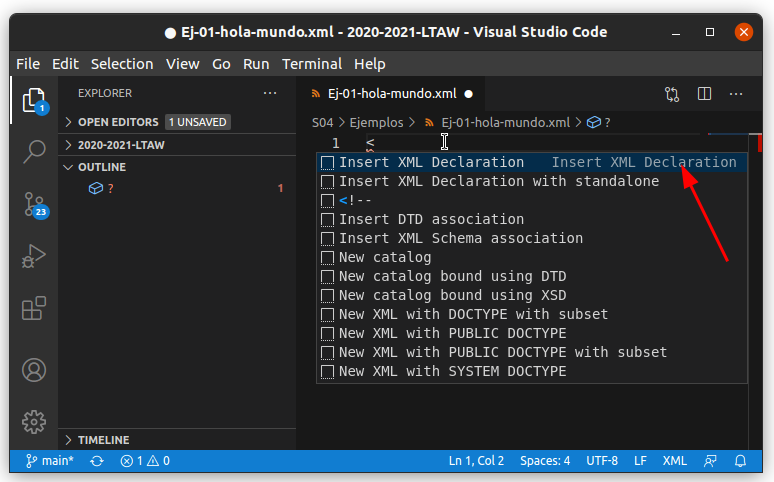 ● Ej-01-hola-mundo.xml - 2020-2021-LTAW - Visual Studio Code
File Edit Selection View Go Run Terminal Help
EXPLORER ···
OPEN EDITORS 1 UNSAVED
2020-2021-LTAW
OUTLINE
? 1
TIMELINE
1
23
Ej-01-hola-mundo.xml ●
S04 > Ejemplos > Ej-01-hola-mundo.xml > ?
1 <
Insert XML Declaration Insert XML Declaration
Insert XML Declaration with standalone
<!--
Insert DTD association
Insert XML Schema association
New catalog
New catalog bound using DTD
New catalog bound using XSD
New XML with DOCTYPE with subset
New XML with PUBLIC DOCTYPE
New XML with PUBLIC DOCTYPE with subset
New XML with SYSTEM DOCTYPE
main* 1 0 Ln 1, Col 2 Spaces: 4 UTF-8 LF XML